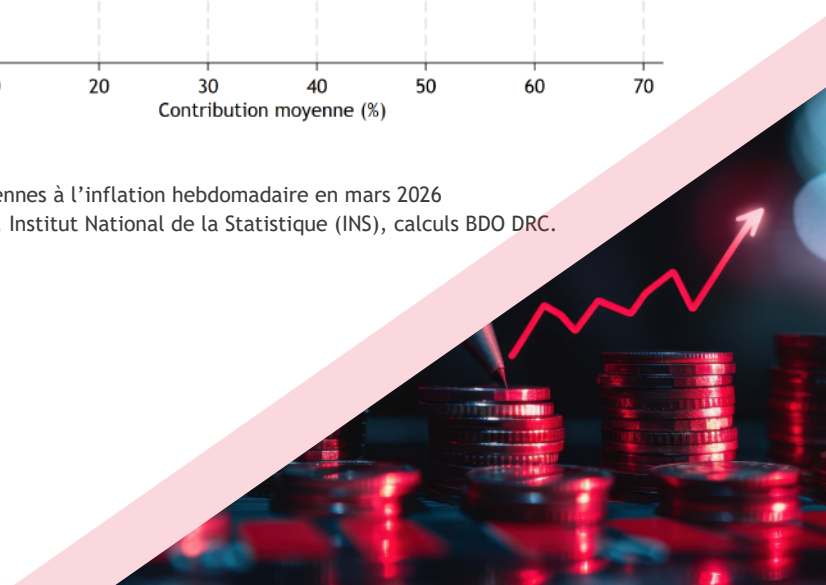 20 30 40 50 60 70
Contribution moyenne (%)
à l’inflation hebdomadaire en mars 2026
Institut National de la Statistique (INS), calculs BDO DRC.